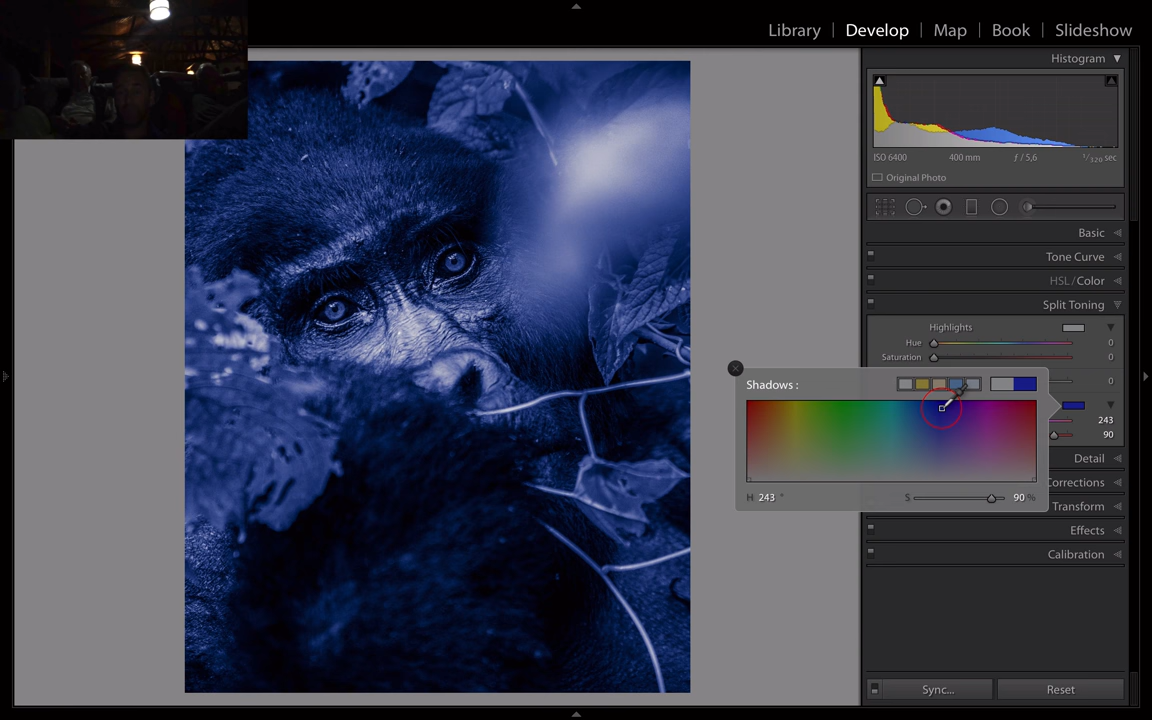 Library | Develop | Map | Book | Slideshow
Histogram
ISO 6400 400 mm ƒ / 5,6 1/320 sec
Original Photo
Basic
Tone Curve
HSL / Color
Split Toning
Highlights
Hue 0
Saturation 0
0
Shadows :
243
90
H 243 ° S 90 %
Detail
Corrections
Transform
Effects
Calibration
Sync... Reset